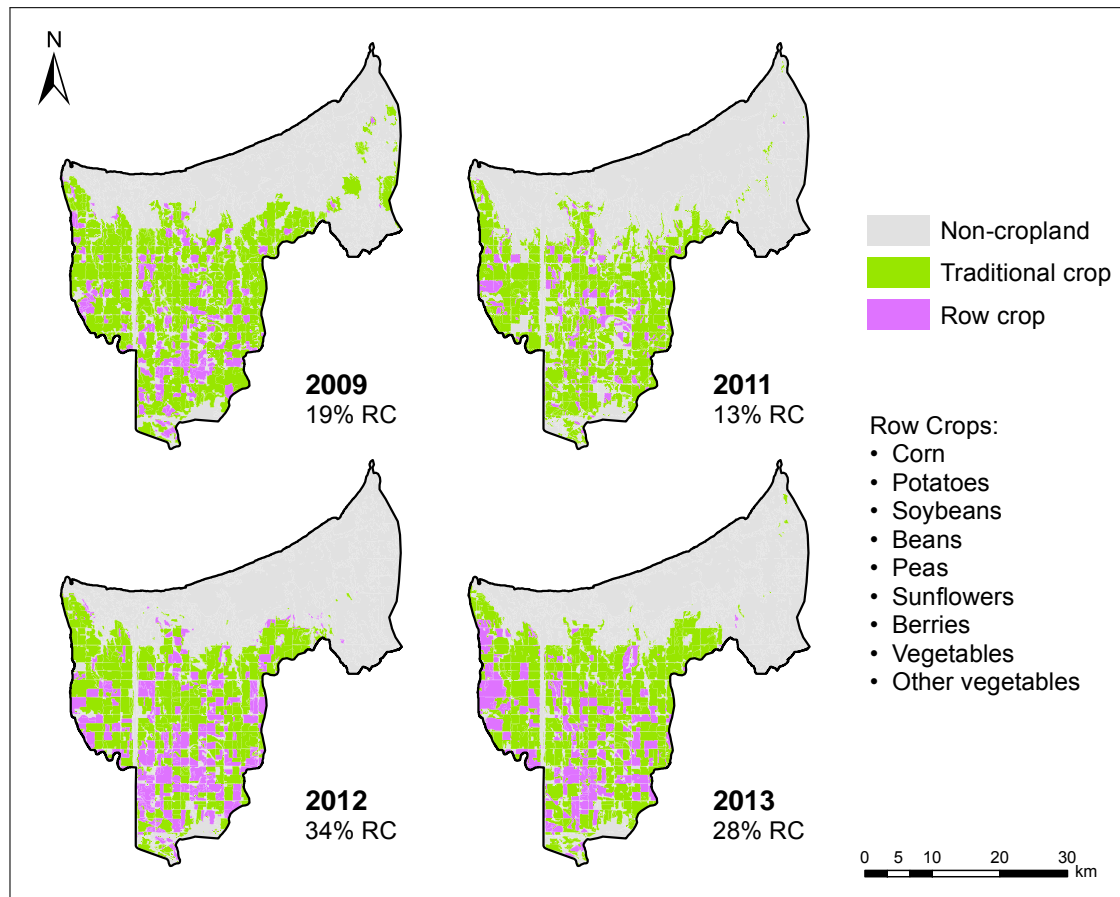 N
2009
19% RC
2011
13% RC
Non-cropland
Traditional crop
Row crop
Row Crops:
• Corn
• Potatoes
• Soybeans
• Beans
• Peas
• Sunflowers
• Berries
• Vegetables
• Other vegetables
2012
34% RC
2013
28% RC
0 5 10 20 30
km